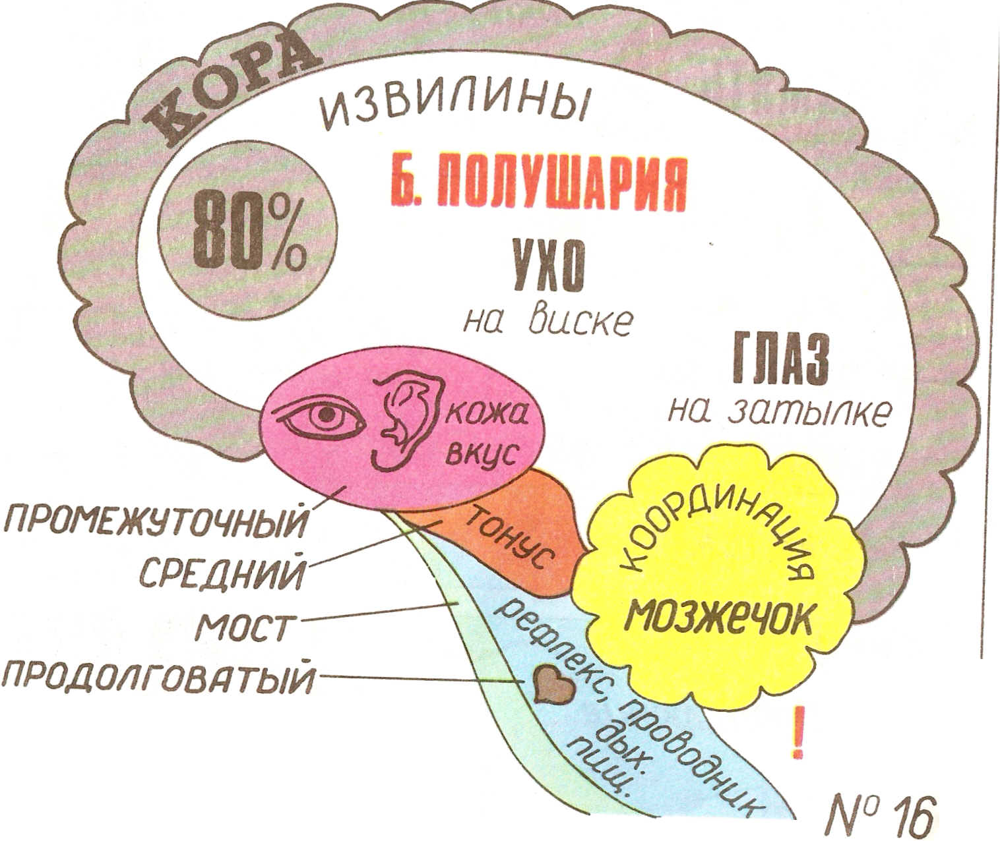 КОРА
ИЗВИЛИНЫ
80%
Б. ПОЛУШАРИЯ
УХО
на виске
ГЛАЗ
на затылке
кожа
вкус
ПРОМЕЖУТОЧНЫЙ
СРЕДНИЙ
МОСТ
ПРОДОЛГОВАТЫЙ
ТОНУС
КООРДИНАЦИЯ
МОЗЖЕЧОК
рефлекс, проводник
дых.
пищ.
!
№ 16